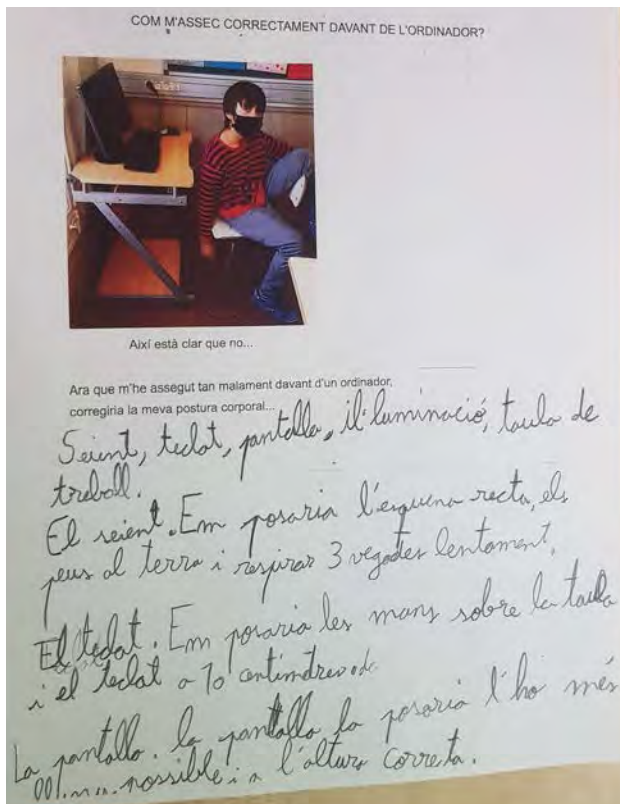 COM M'ASSEC CORRECTAMENT DAVANT DE L'ORDINADOR?
Així està clar que no...
Ara que m'he assegut tan malament davant d'un ordinador,
corregiria la meva postura corporal...
Seient, teclat, pantalla, il·luminació, taula de
treball.
El seient. Em posaria l'esquena recta, els
peus al terra i respirar 3 vegades lentament,
El teclat. Em posaria les mans sobre la taula
i el teclat a 10 centímetres
La pantalla. la pantalla la posaria l'ho més
possible i a l'altura correcta.